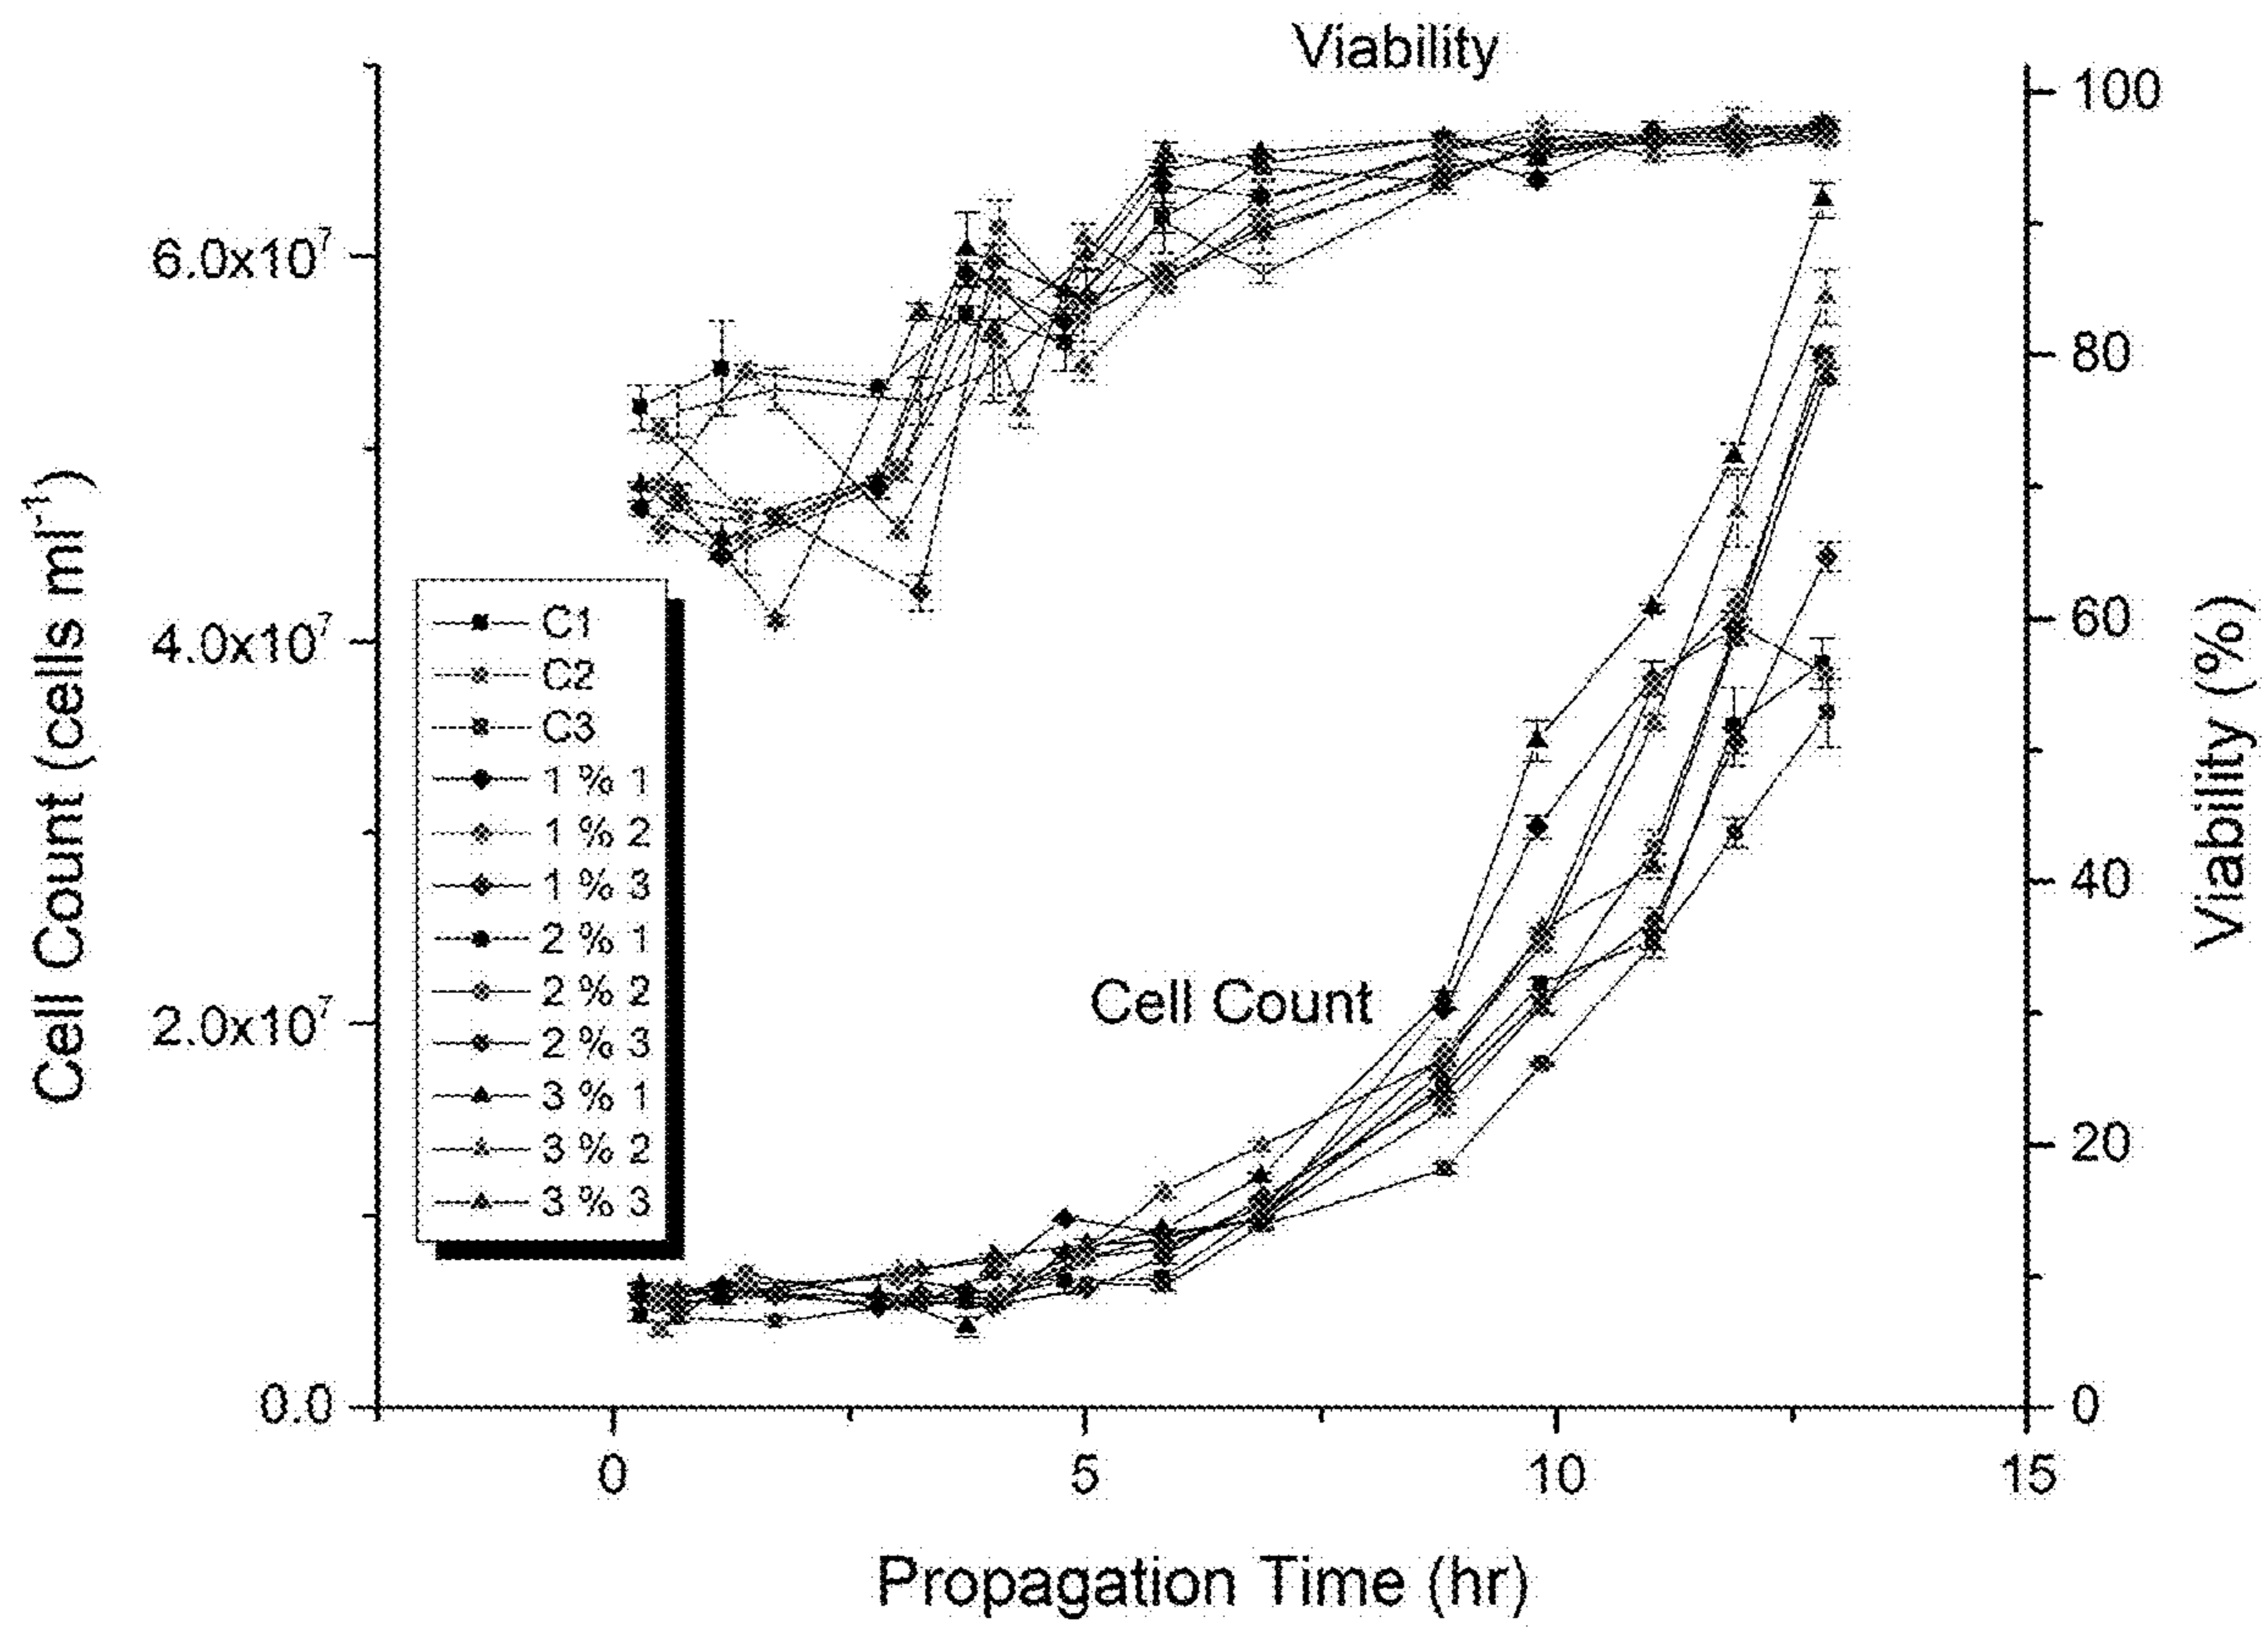 Viability
Cell Count (cells ml⁻¹)
6.0x10⁷
4.0x10⁷
2.0x10⁷
0.0
C1
C2
C3
1 % 1
1 % 2
1 % 3
2 % 1
2 % 2
2 % 3
3 % 1
3 % 2
3 % 3
Cell Count
100
80
60
40
20
0
Viability (%)
0 5 10 15
Propagation Time (hr)